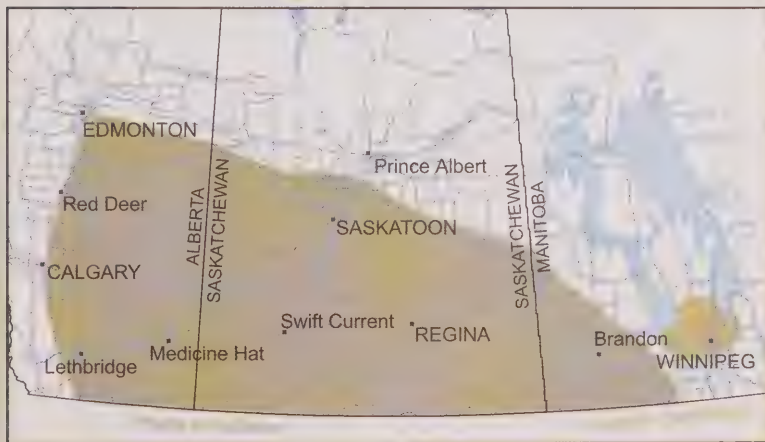 EDMONTON
Prince Albert
Red Deer
ALBERTA
SASKATCHEWAN
SASKATOON
SASKATCHEWAN
MANITOBA
CALGARY
Swift Current
REGINA
Brandon
Medicine Hat
Lethbridge
WINNIPEG